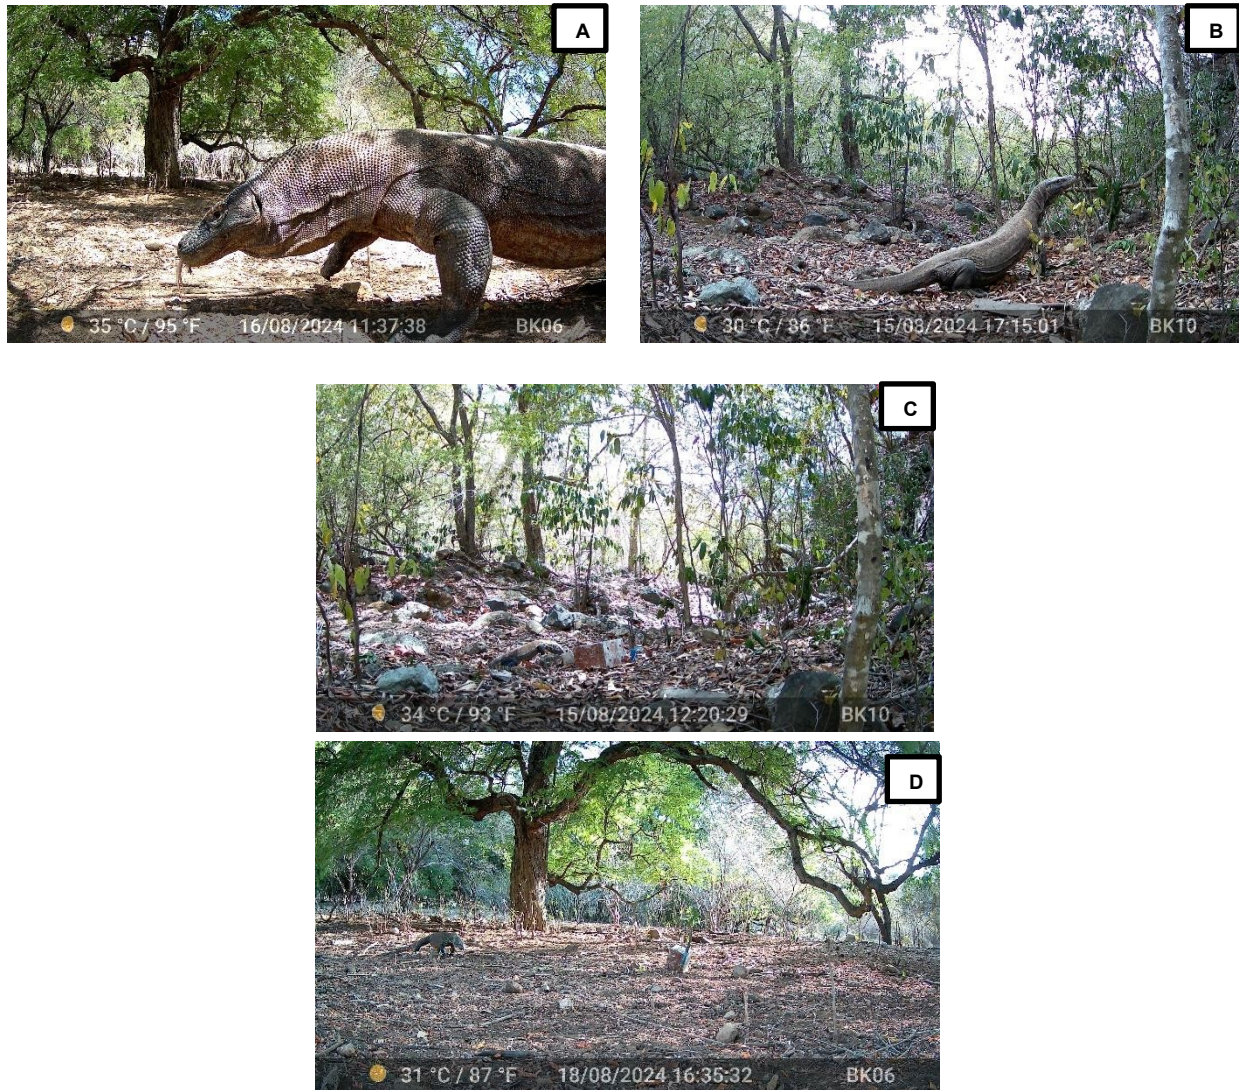 A
35 °C / 95 °F 16/08/2024 11:37:38 BK06
B
30 °C / 86 °F 15/08/2024 17:15:01 BK10
C
34 °C / 93 °F 15/08/2024 12:20:29 BK10
D
31 °C / 87 °F 18/08/2024 16:35:32 BK06